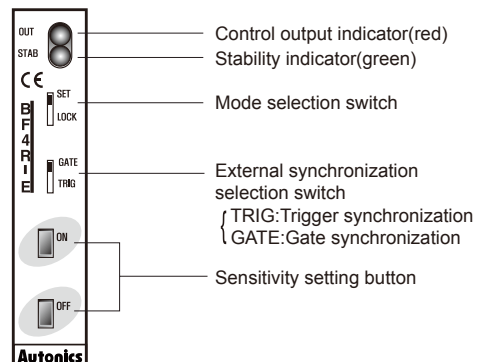 OUT
STAB
CE
SET
LOCK
BF4RIE
GATE
TRIG
ON
OFF
Autonics
Control output indicator(red)
Stability indicator(green)
Mode selection switch
External synchronization
selection switch
TRIG:Trigger synchronization
GATE:Gate synchronization
Sensitivity setting button